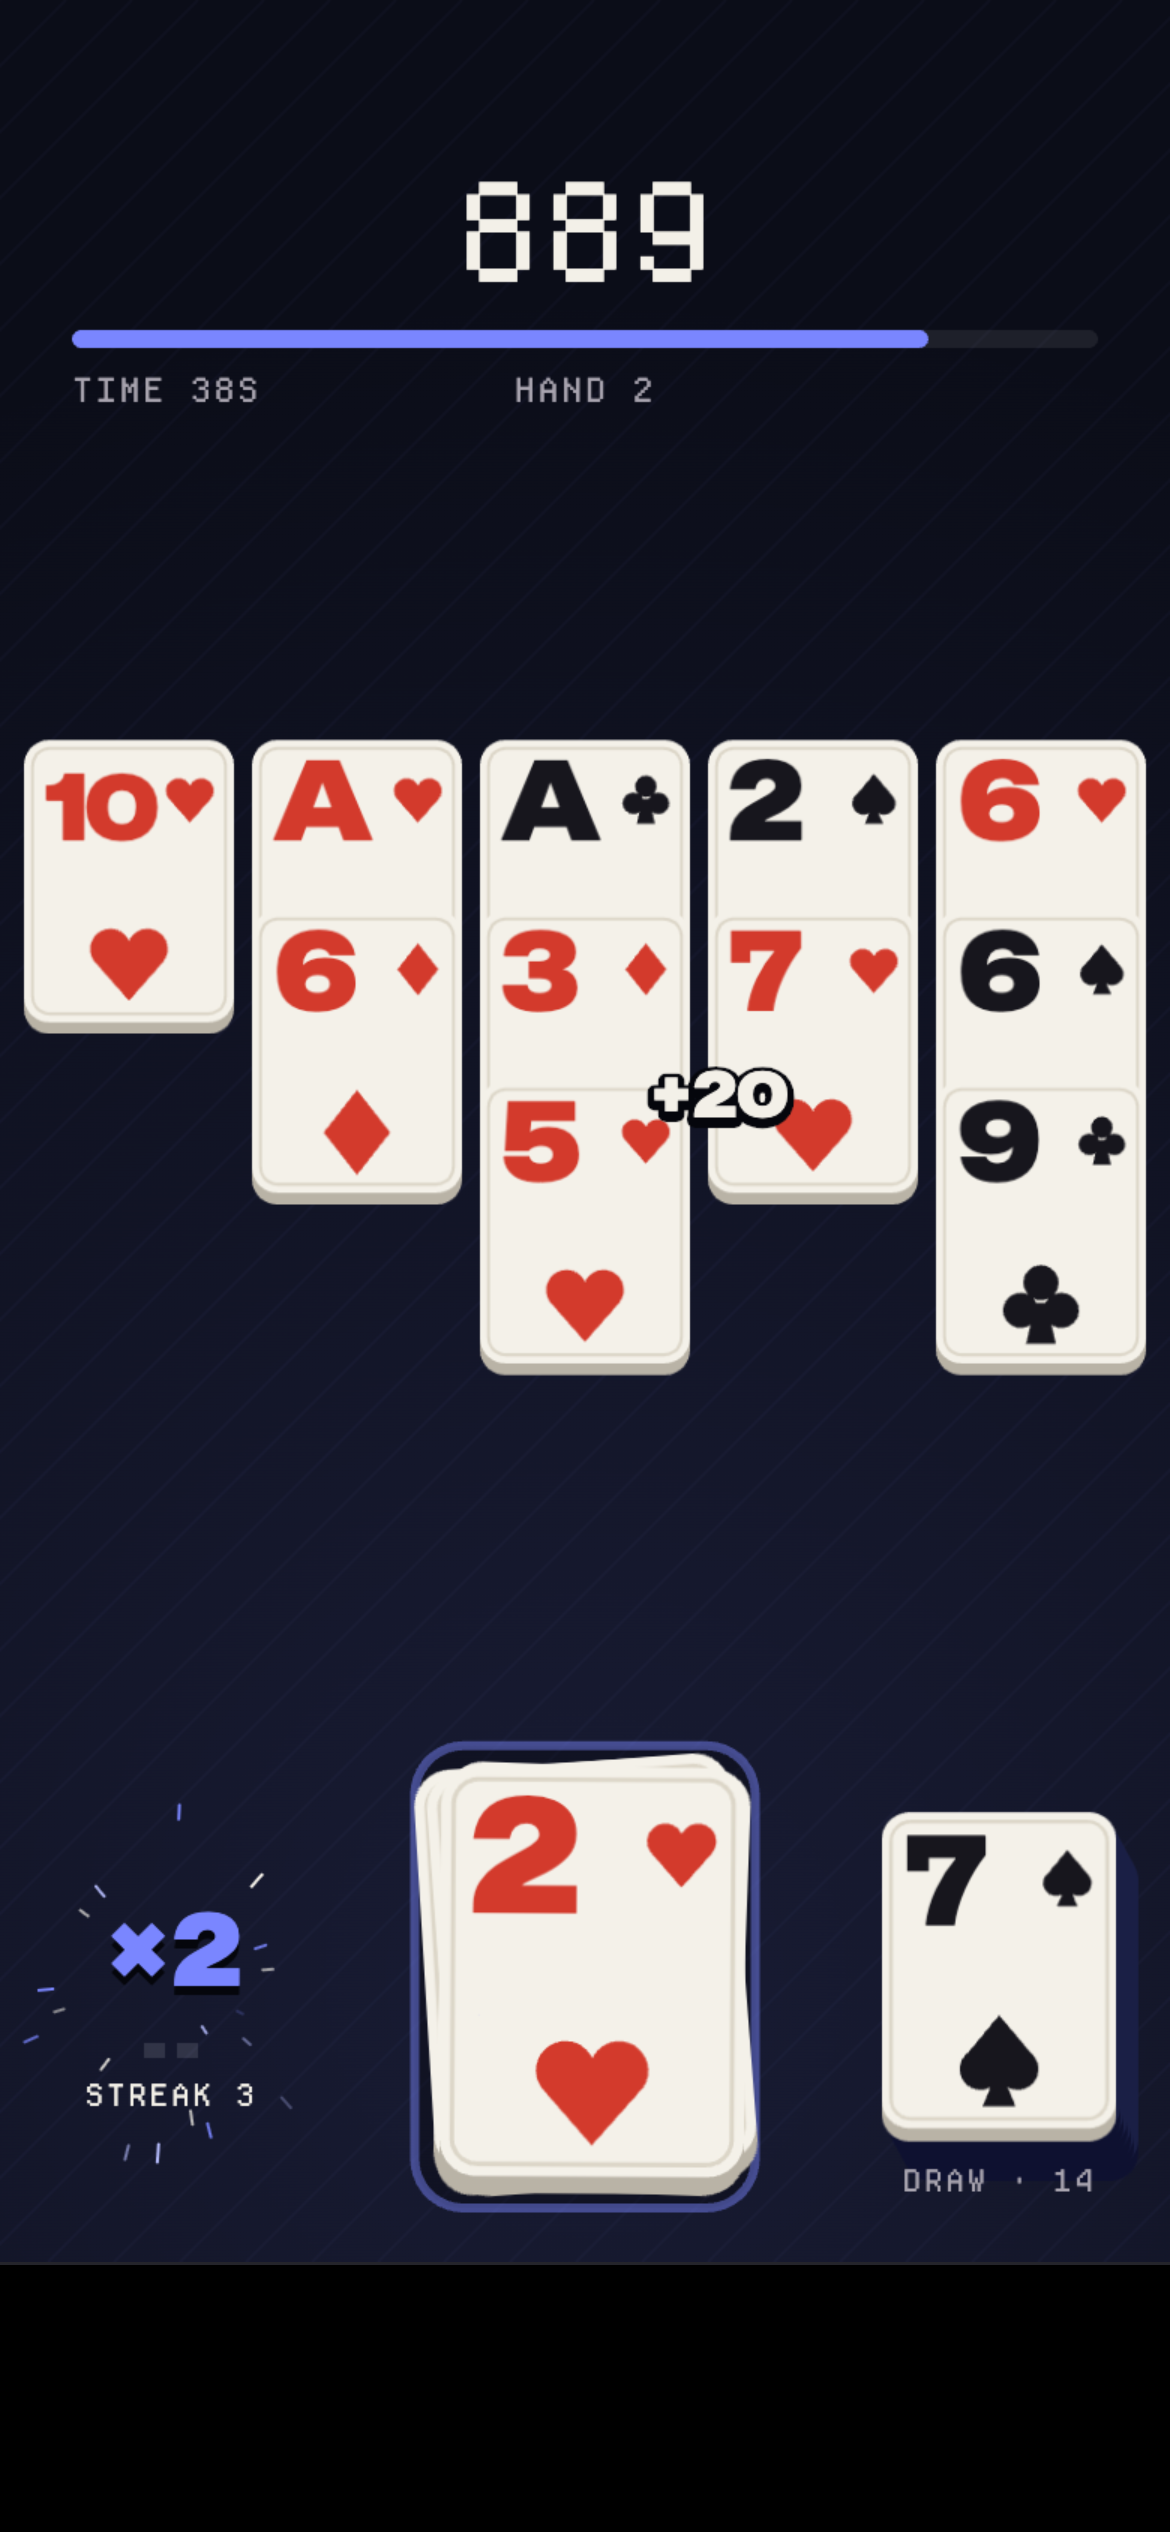 889
TIME 38S HAND 2
10♥ A♥ A♣ 2♠ 6♥
6♦ 3♦ 7♥ 6♠
+20
5♥ 9♣
2♥
7♠
×2
STREAK 3
DRAW · 14